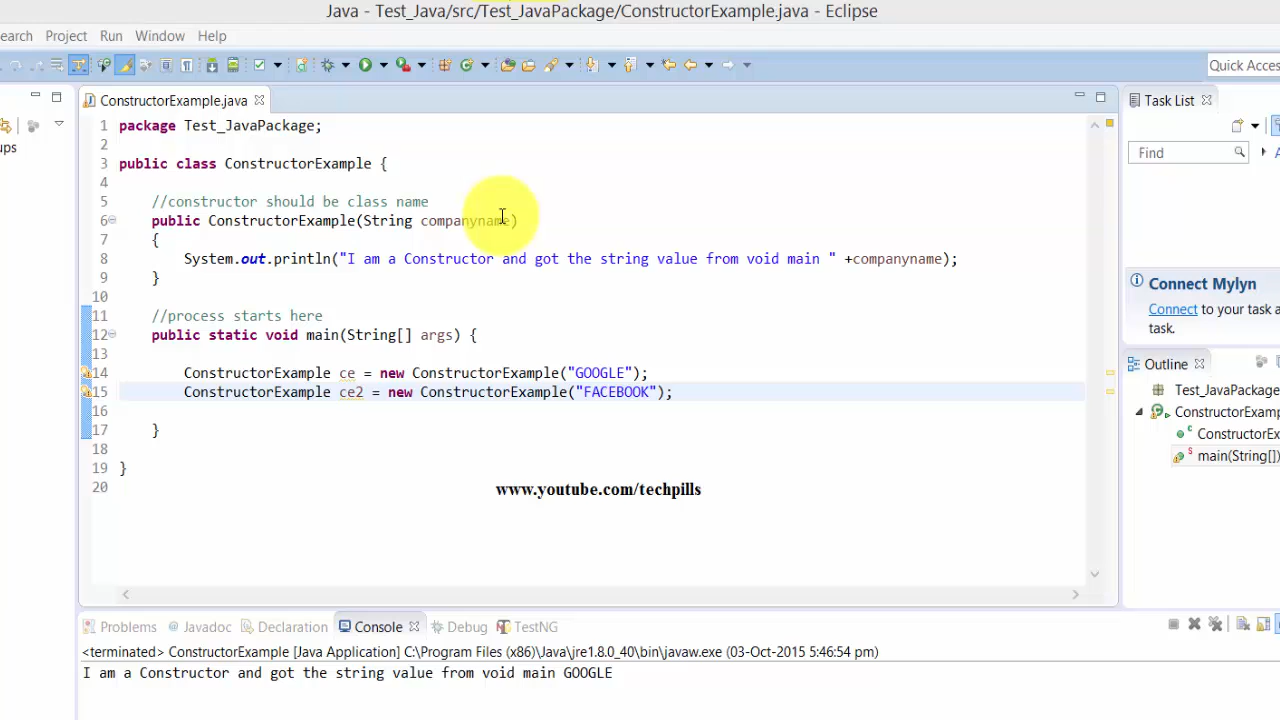 Java - Test_Java/src/Test_JavaPackage/ConstructorExample.java - Eclipse
earch Project Run Window Help
Quick Acces
ConstructorExample.java
Task List
1 package Test_JavaPackage;
2
3 public class ConstructorExample {
4
5 //constructor should be class name
6 public ConstructorExample(String companyname)
7 {
8 System.out.println("I am a Constructor and got the string value from void main " +companyname);
9 }
10
11 //process starts here
12 public static void main(String[] args) {
13
14 ConstructorExample ce = new ConstructorExample("GOOGLE");
15 ConstructorExample ce2 = new ConstructorExample("FACEBOOK");
16
17 }
18
19 }
20
www.youtube.com/techpills
ups
Find
A
Connect Mylyn
Connect to your task a
task.
Outline
Test_JavaPackage
ConstructorExamp
ConstructorEx
main(String[])
Problems Javadoc Declaration Console Debug TestNG
<terminated> ConstructorExample [Java Application] C:\Program Files (x86)\Java\jre1.8.0_40\bin\javaw.exe (03-Oct-2015 5:46:54 pm)
I am a Constructor and got the string value from void main GOOGLE